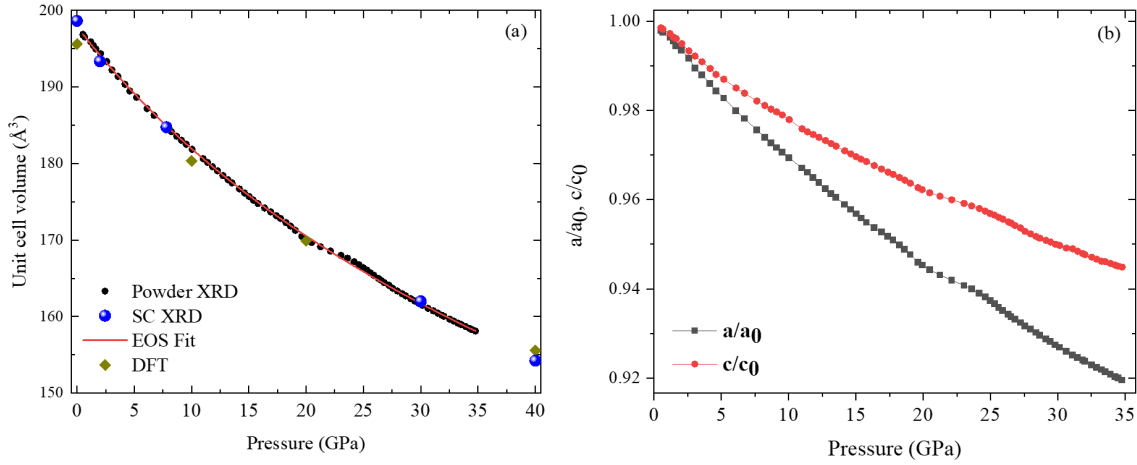 (a)
Unit cell volume (Å³)
200
190
180
170
160
150
0
5
10
15
20
25
30
35
40
Pressure (GPa)
Powder XRD
SC XRD
EOS Fit
DFT
(b)
a/a₀, c/c₀
1.00
0.98
0.96
0.94
0.92
0
5
10
15
20
25
30
35
Pressure (GPa)
a/a₀
c/c₀